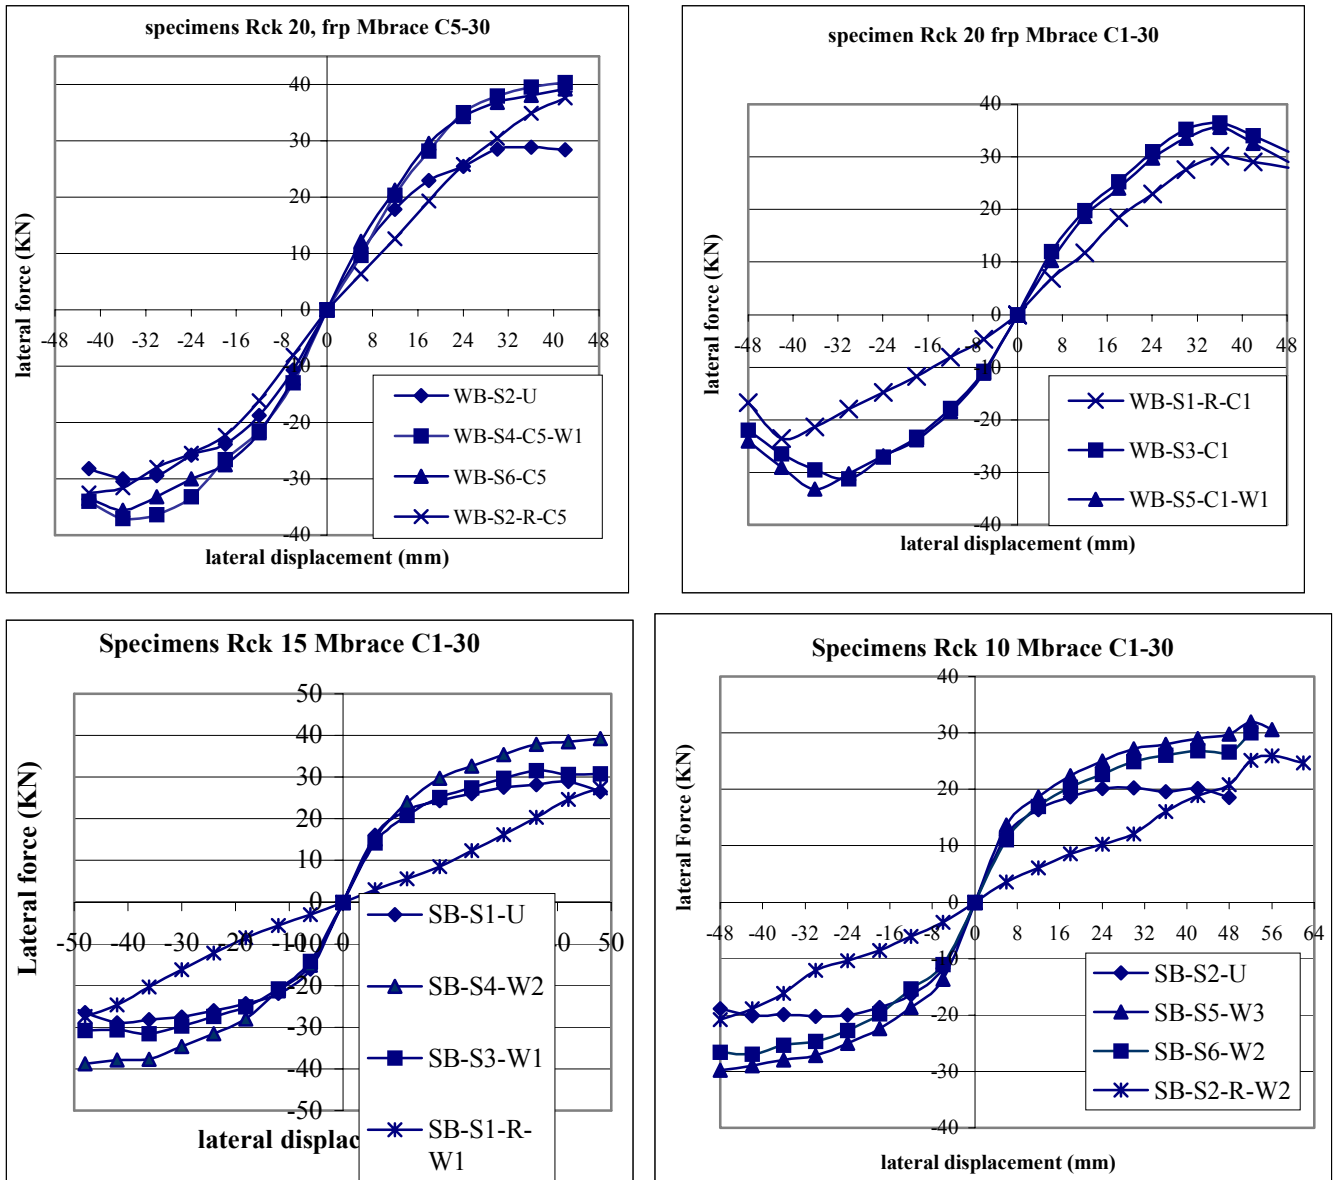 specimens Rck 20, frp Mbrace C5-30
40
30
20
10
0
-10
-20
-30
-40
-48 -40 -32 -24 -16 -8 0 8 16 24 32 40 48
lateral force (KN)
WB-S2-U
WB-S4-C5-W1
WB-S6-C5
WB-S2-R-C5
lateral displacement (mm)
specimen Rck 20 frp Mbrace C1-30
40
30
20
10
0
-10
-20
-30
-40
-48 -40 -32 -24 -16 -8 0 8 16 24 32 40 48
lateral force (KN)
WB-S1-R-C1
WB-S3-C1
WB-S5-C1-W1
lateral displacement (mm)
Specimens Rck 15 Mbrace C1-30
50
40
30
20
10
0
-10
-20
-30
-40
-50
-50 -40 -30 -20 -10 0 50
Lateral force (KN)
SB-S1-U
SB-S4-W2
SB-S3-W1
SB-S1-R-
W1
lateral displac
Specimens Rck 10 Mbrace C1-30
40
30
20
10
0
-10
-20
-30
-40
-48 -40 -32 -24 -16 -8 0 8 16 24 32 40 48 56 64
lateral Force (KN)
SB-S2-U
SB-S5-W3
SB-S6-W2
SB-S2-R-W2
lateral displacement (mm)